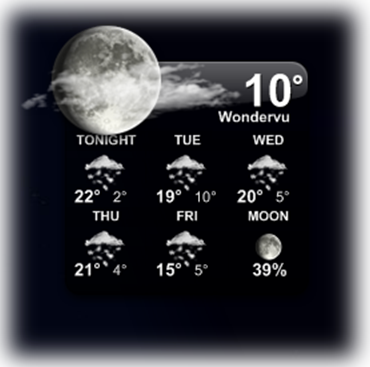 10°
Wondervu
TONIGHT TUE WED
22° 2° 19° 10° 20° 5°
THU FRI MOON
21° 4° 15° 5° 39%